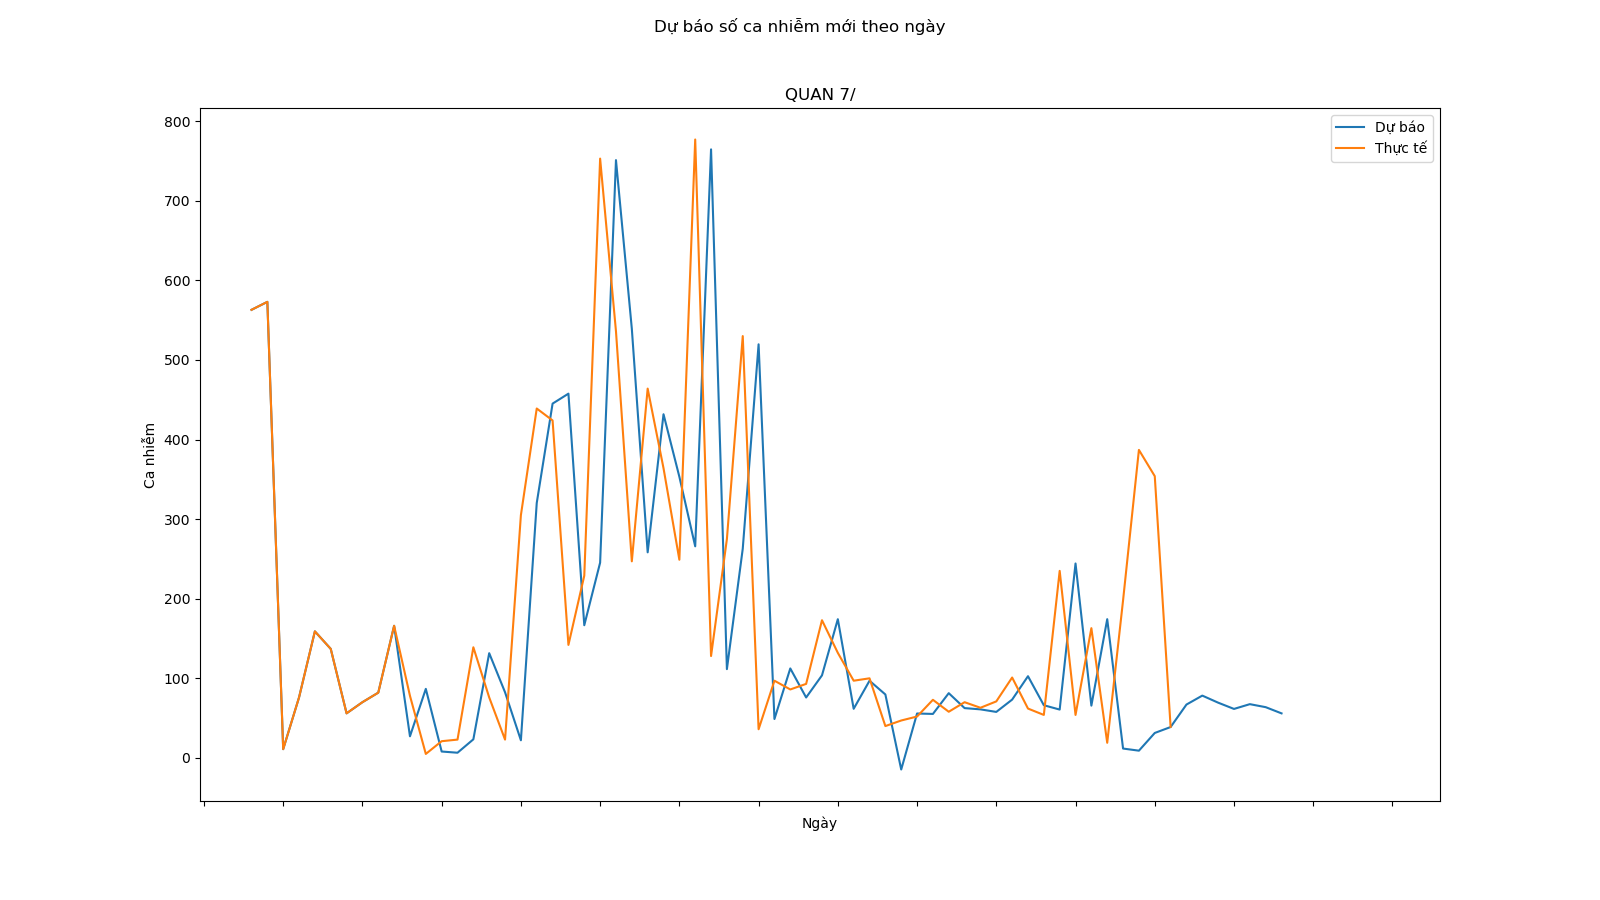 Dự báo số ca nhiễm mới theo ngày
QUAN 7/
Dự báo
Thực tế
800
700
600
500
400
300
200
100
0
Ca nhiễm
Ngày